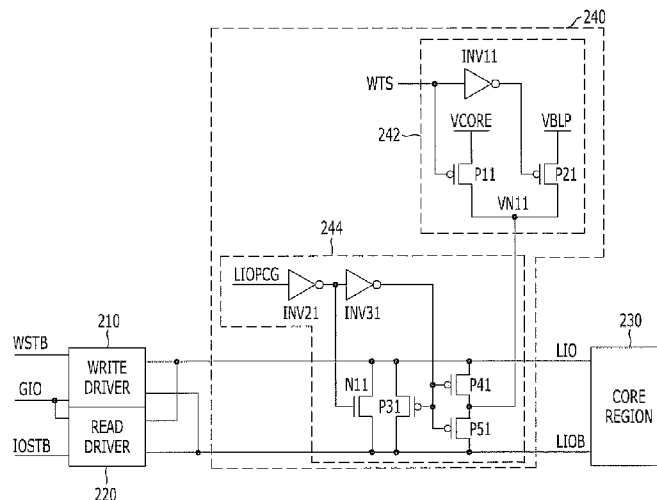 240
INV11
WTS
242
VCORE
VBLP
P11
P21
VN11
244
LIOPCG
INV21
INV31
210
230
WSTB
WRITE
DRIVER
LIO
GIO
N11
P31
P41
CORE
REGION
READ
DRIVER
P51
IOSTB
LIOB
220